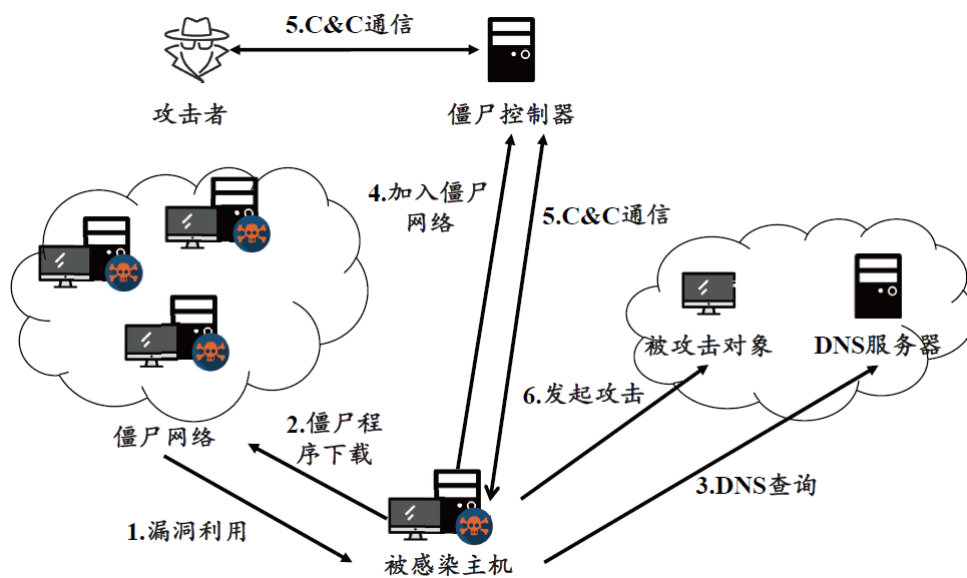 5.C&C通信
攻击者
僵尸控制器
4.加入僵尸
网络
5.C&C通信
被攻击对象
DNS服务器
6.发起攻击
2.僵尸程
序下载
僵尸网络
3.DNS查询
1.漏洞利用
被感染主机